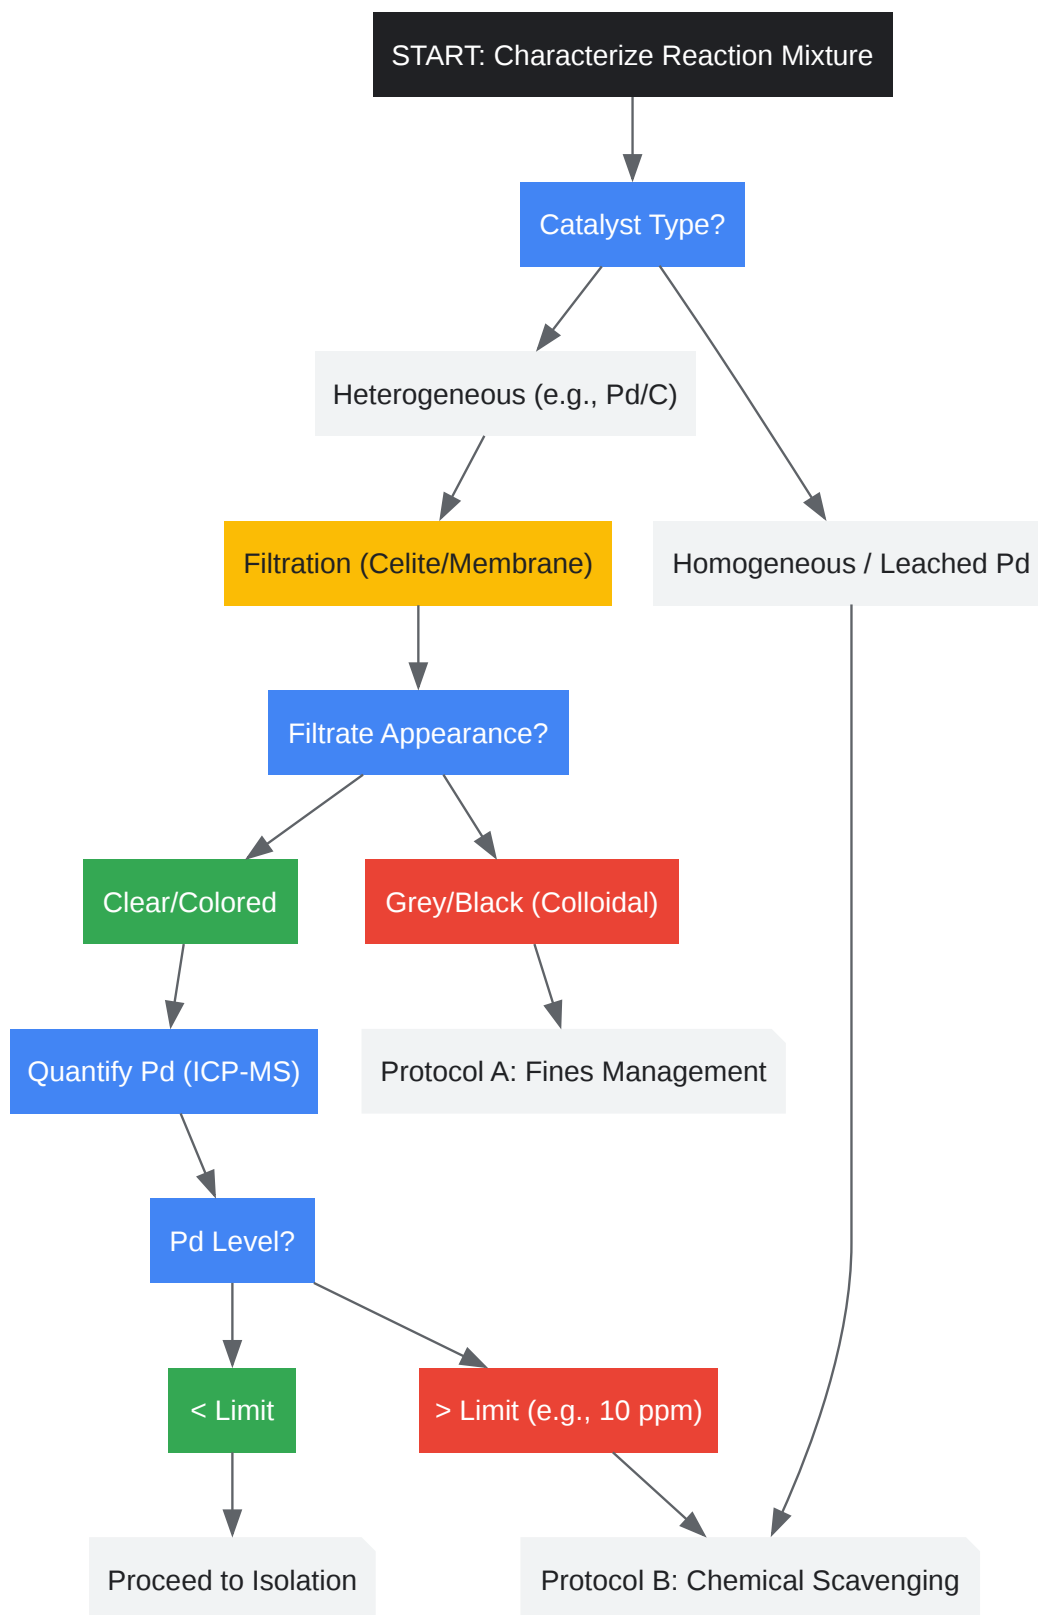 START: Characterize Reaction Mixture
Catalyst Type?
Heterogeneous (e.g., Pd/C)
Filtration (Celite/Membrane)
Homogeneous / Leached Pd
Filtrate Appearance?
Clear/Colored
Grey/Black (Colloidal)
Quantify Pd (ICP-MS)
Protocol A: Fines Management
Pd Level?
< Limit
> Limit (e.g., 10 ppm)
Proceed to Isolation
Protocol B: Chemical Scavenging